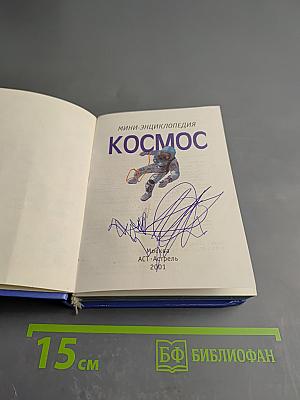 МИНИ-ЭНЦИКЛОПЕДИЯ
КОСМОС
Москва
АСТ·Астрель
2001
15 см
БФ БИБЛИОФАН